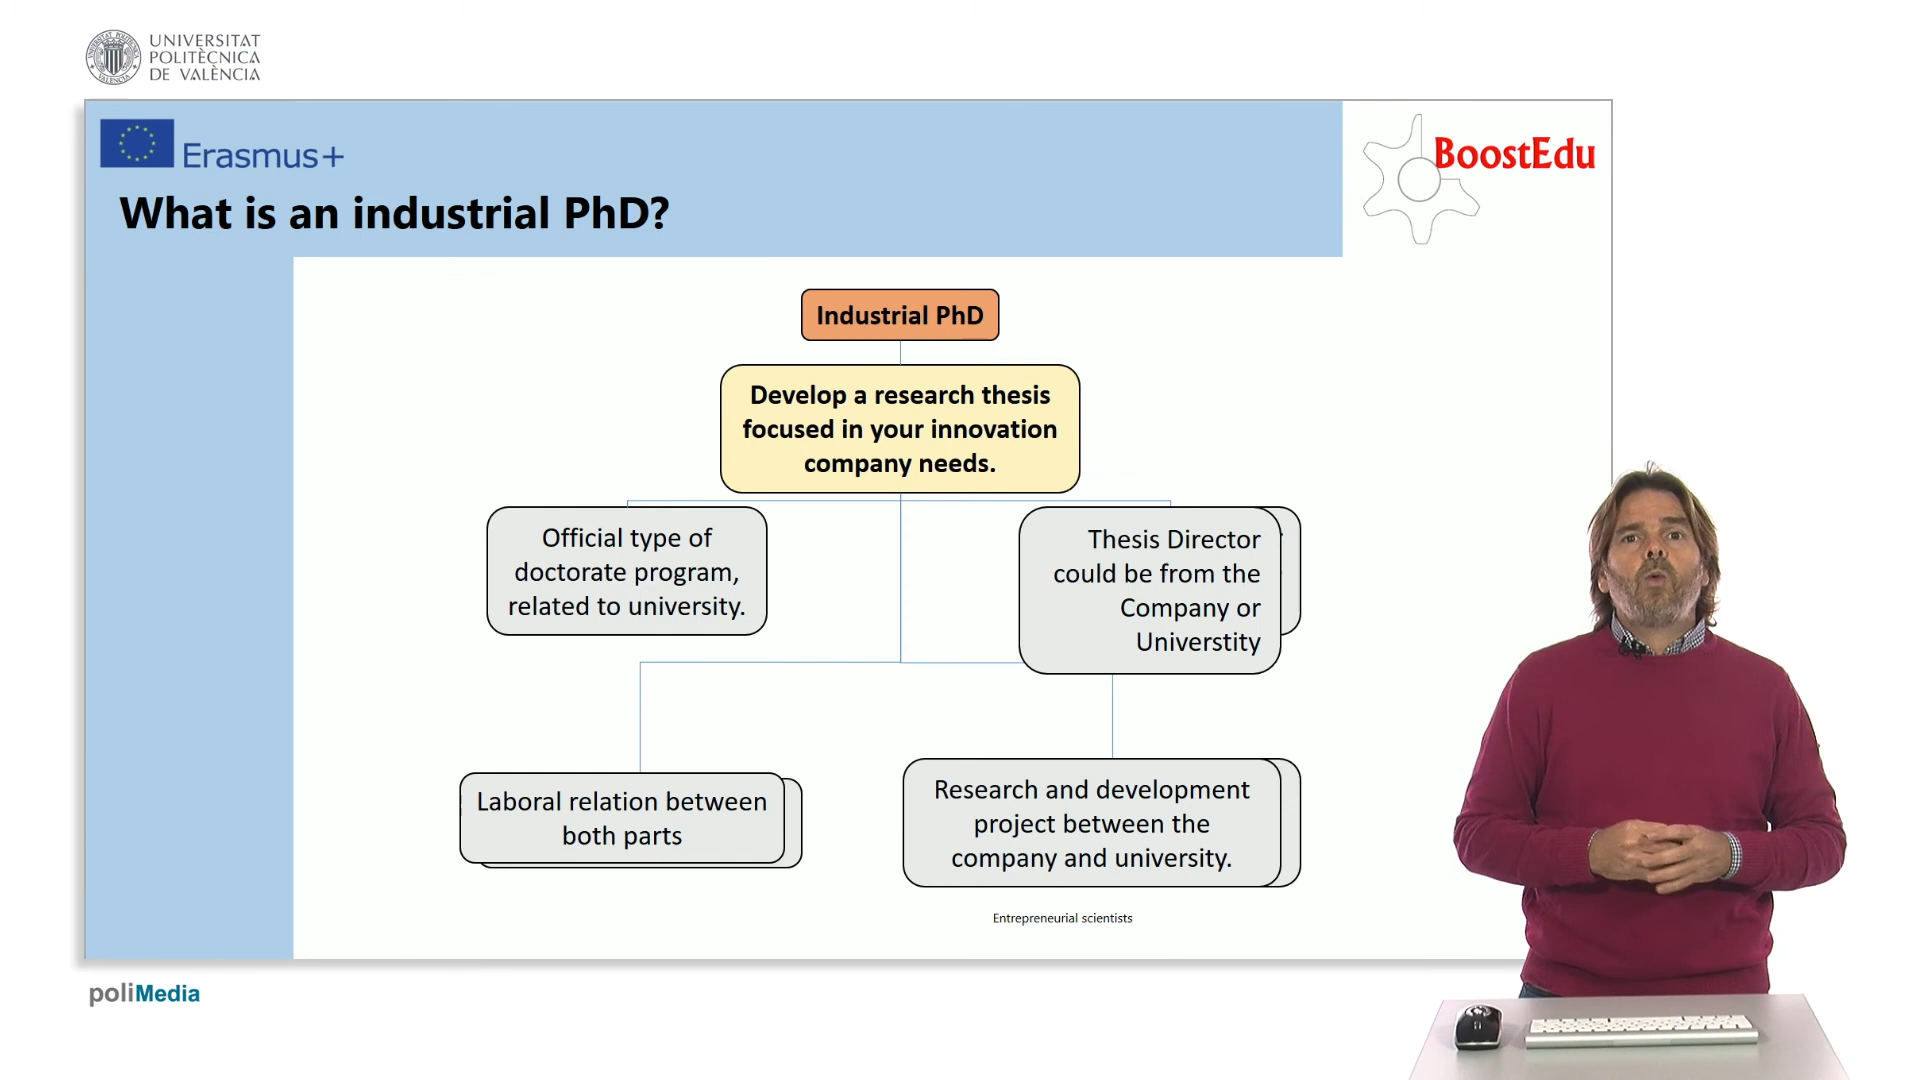 UNIVERSITAT
POLITÈCNICA
DE VALÈNCIA
Erasmus+
BoostEdu
What is an industrial PhD?
Industrial PhD
Develop a research thesis
focused in your innovation
company needs.
Official type of
doctorate program,
related to university.
Thesis Director
could be from the
Company or
Universtity
Laboral relation between
both parts
Research and development
project between the
company and university.
Entrepreneurial scientists
poliMedia